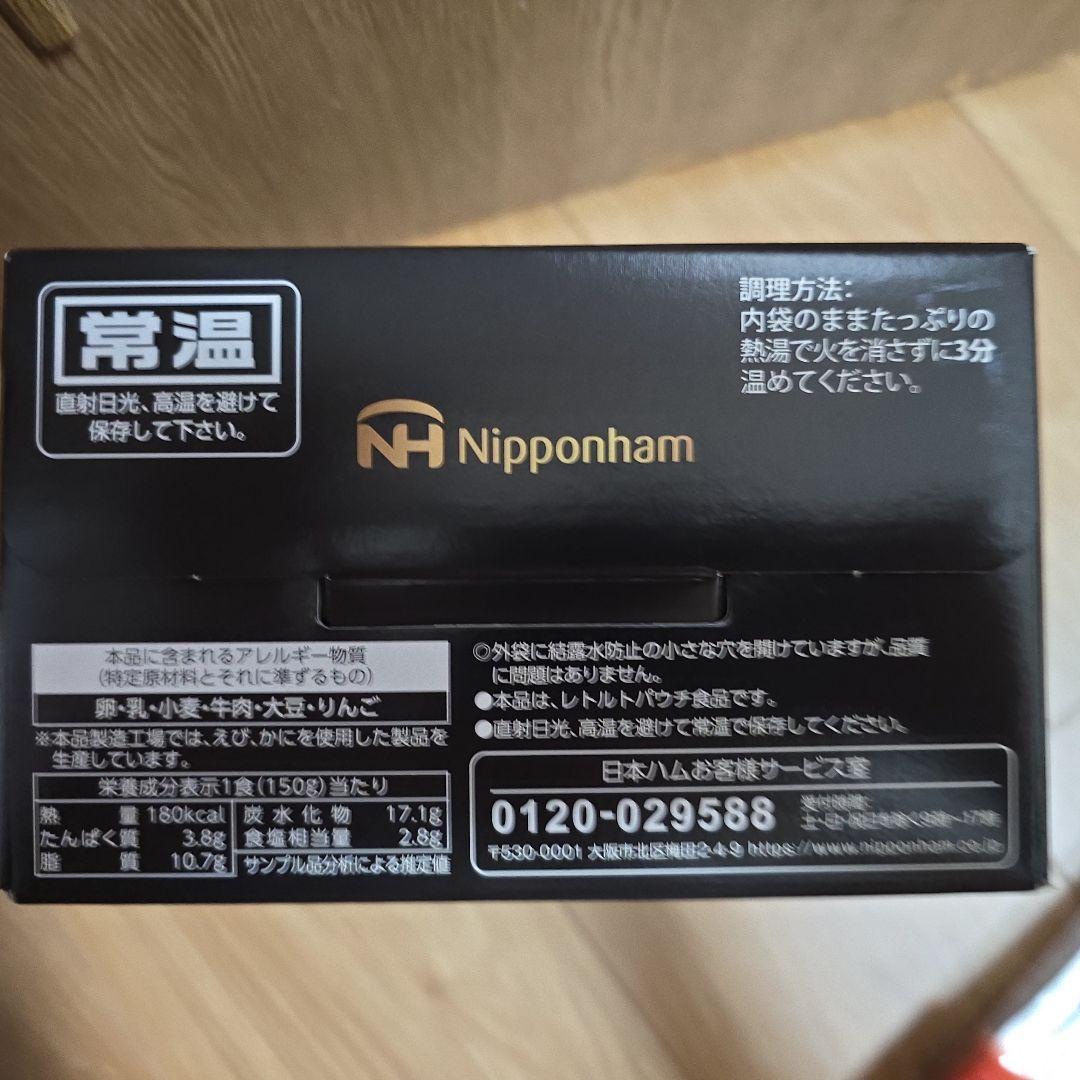 常温
直射日光、高温を避けて
保存して下さい。
NH Nipponham
調理方法：
内袋のままたっぷりの
熱湯で火を消さずに3分
温めてください。
本品に含まれるアレルギー物質
(特定原材料とそれに準ずるもの)
卵・乳・小麦・牛肉・大豆・りんご
※本品製造工場では、えび、かにを使用した製品を
生産しています。
栄養成分表示1食(150g)当たり
熱量 180kcal 炭水化物 17.1g
たんぱく質 3.8g 食塩相当量 2.8g
脂質 10.7g サンプル品分析による推定値
◎外袋に結露水防止の小さな穴を開けていますが、品質
に問題はありません。
●本品は、レトルトパウチ食品です。
●直射日光、高温を避けて常温で保存してください。
日本ハムお客様サービス室
0120-029588 受付時間：
〒530-0001 大阪市北区梅田2-4-9 https://www.nipponham.co.jp